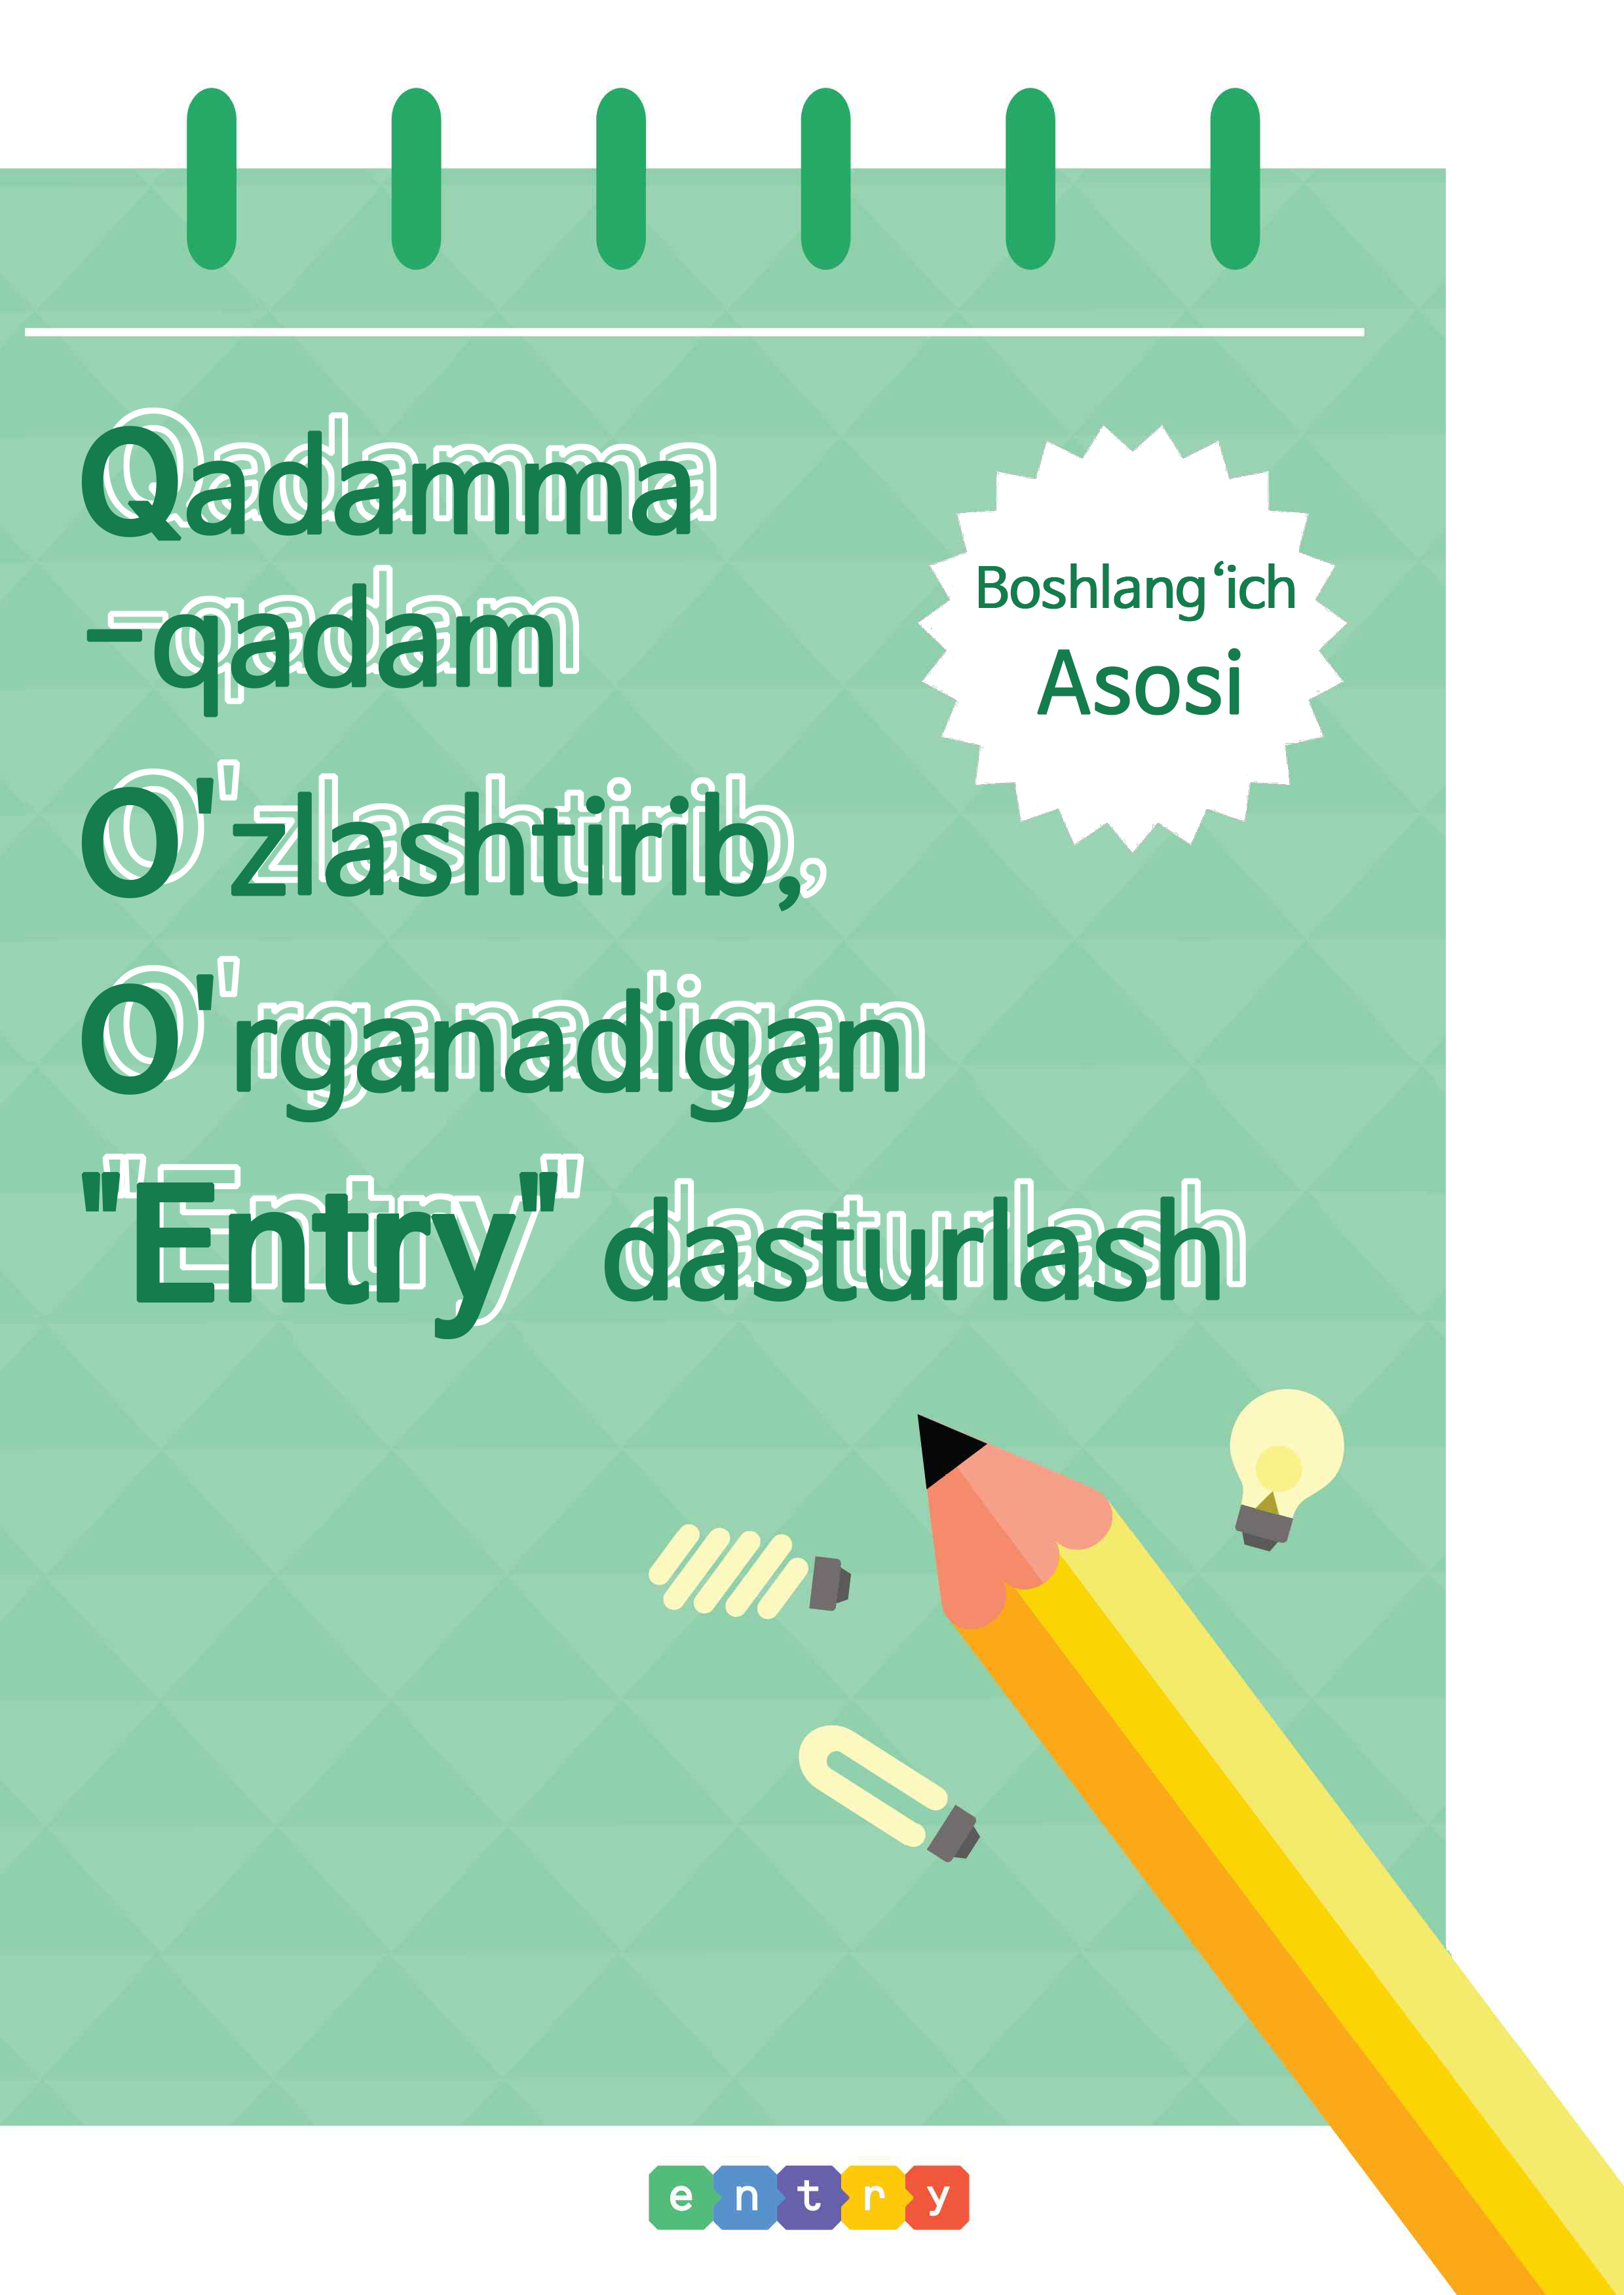 Qadamma
-qadam
Boshlang‘ich
Asosi
O'zlashtirib,
O'rganadigan
"Entry" dasturlash
entry